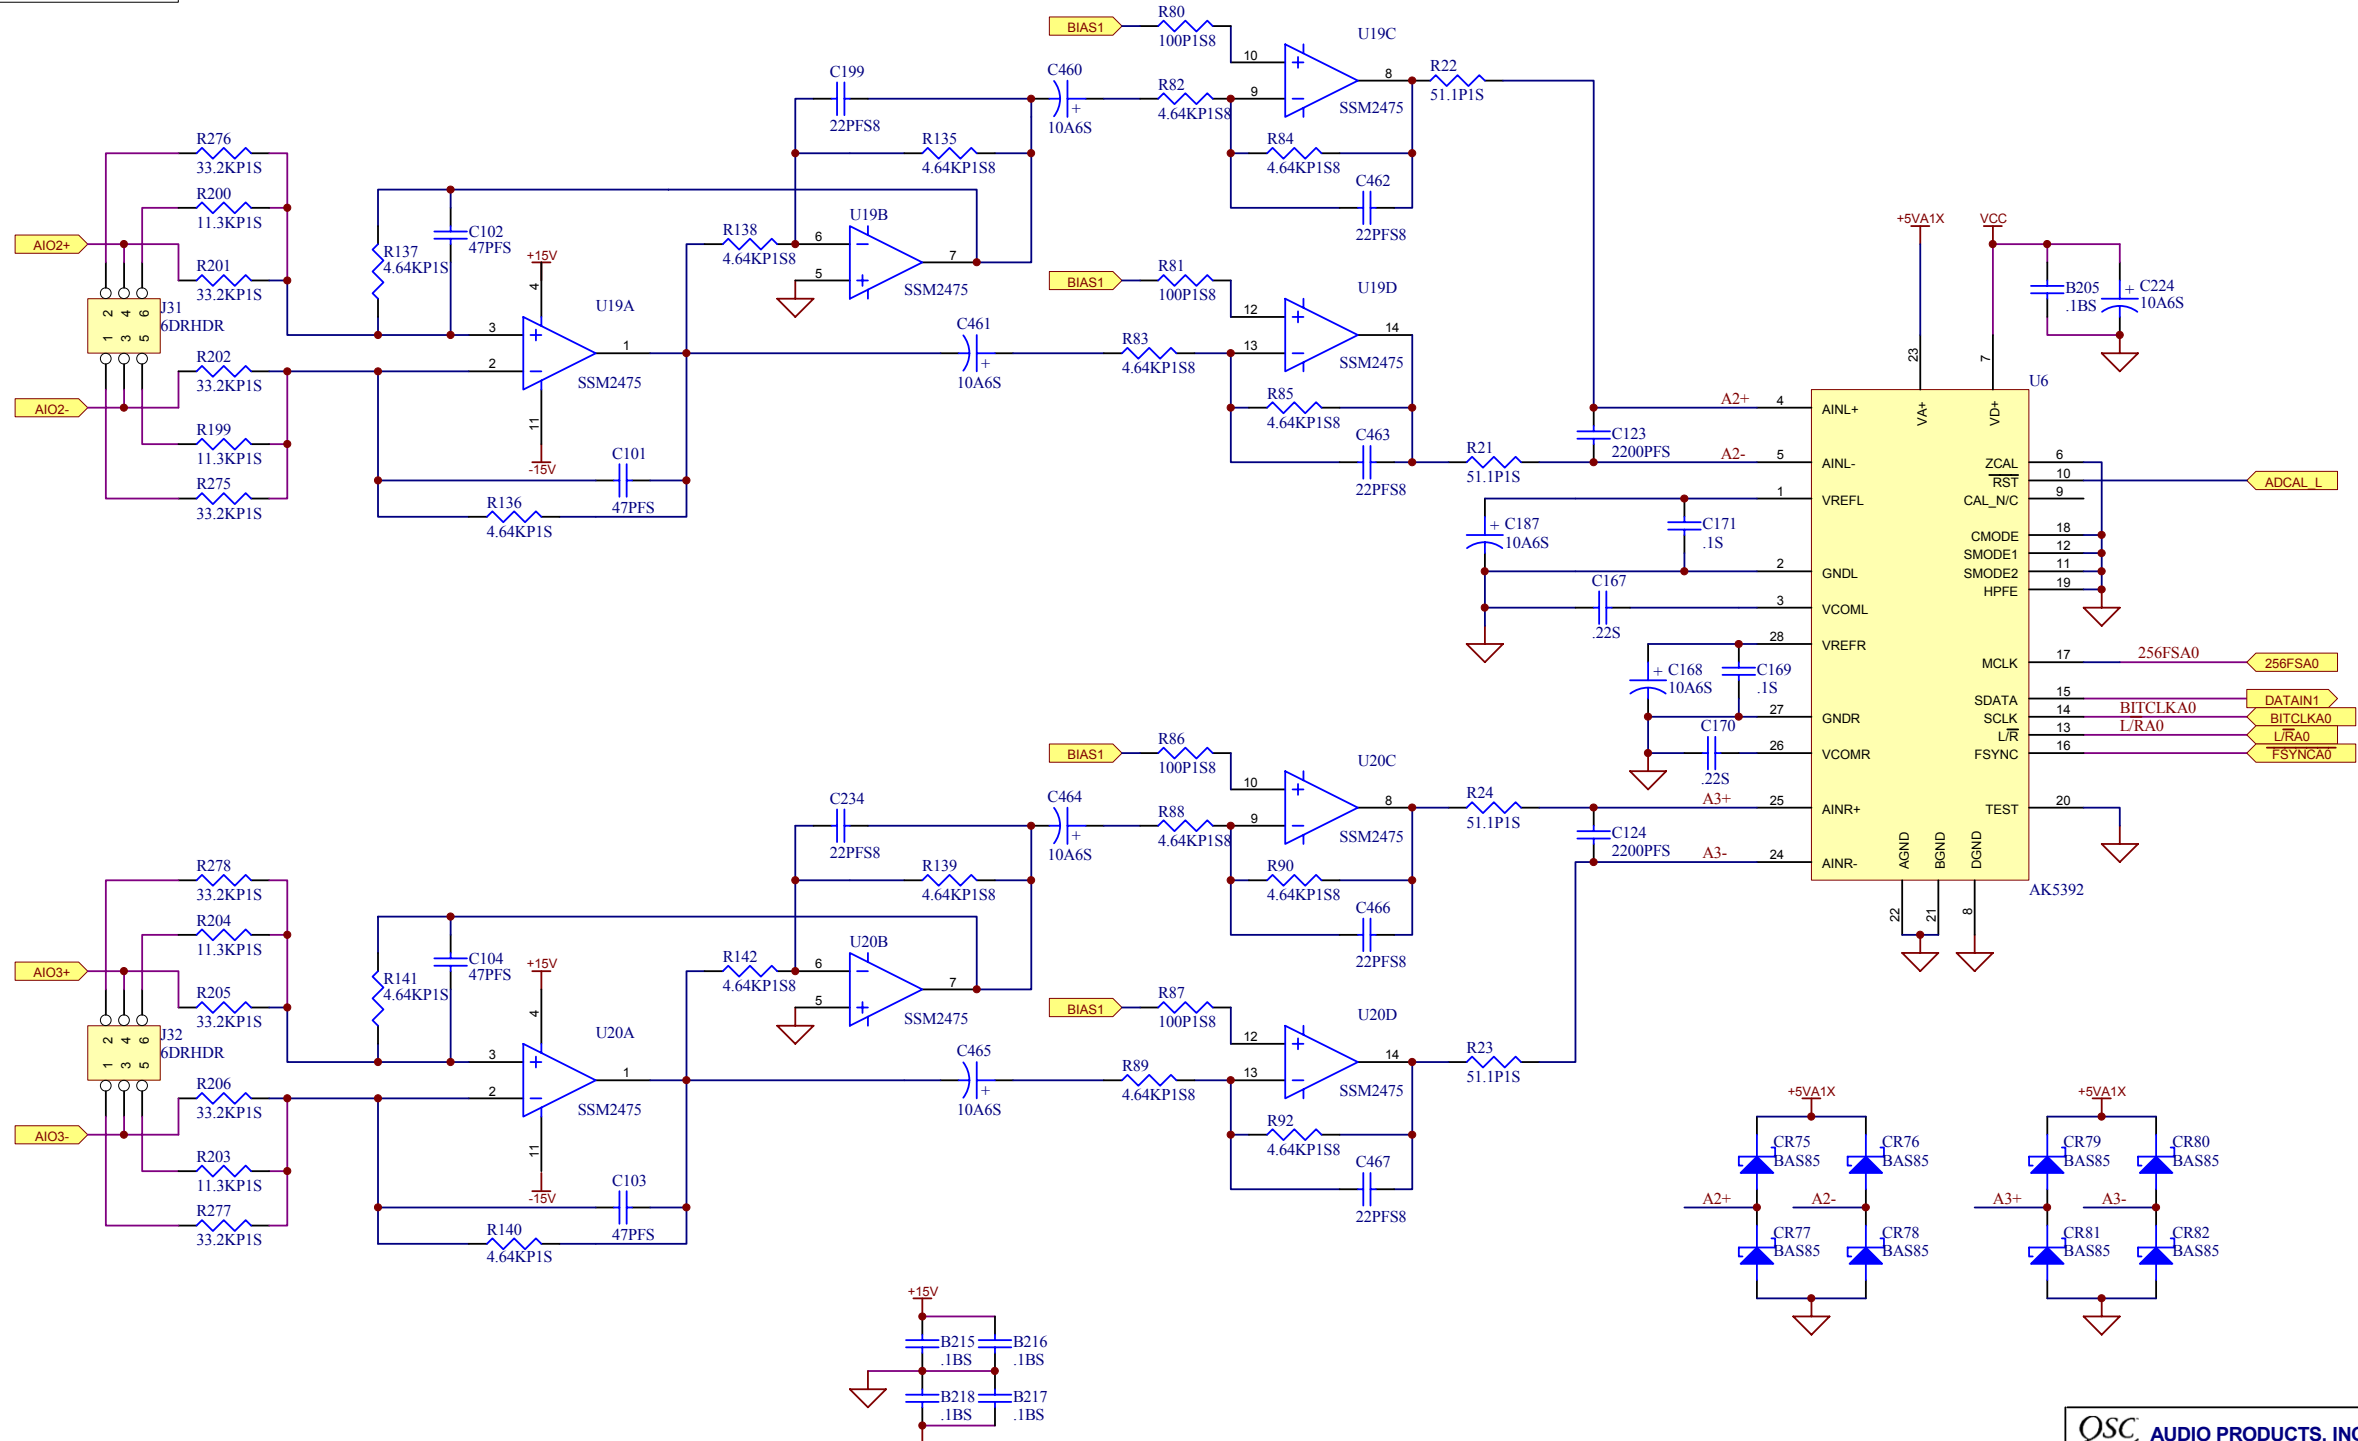 BIAS1
R80
100P1S8
U19C
10
9
8
SSM2475
R22
51.1P1S
C199
22PFS8
C460
+
10A6S
R82
4.64KP1S8
R135
4.64KP1S8
R84
4.64KP1S8
C462
22PFS8
R276
33.2KP1S
R200
11.3KP1S
AIO2+
R201
33.2KP1S
J31
6DRHDR
2 4 6
1 3 5
R202
33.2KP1S
AIO2-
R199
11.3KP1S
R275
33.2KP1S
R137
4.64KP1S
C102
47PFS
+15V
4
U19A
3
2
1
SSM2475
11
-15V
C101
47PFS
R136
4.64KP1S
R138
4.64KP1S8
U19B
6
5
7
SSM2475
C461
+
10A6S
BIAS1
R81
100P1S8
U19D
12
13
14
SSM2475
R83
4.64KP1S8
R85
4.64KP1S8
C463
22PFS8
R21
51.1P1S
C123
2200PFS
A2+
A2-
+5VA1X
VCC
B205
.1BS
+ C224
10A6S
23
7
U6
VA+
VD+
4 AINL+
5 AINL-
1 VREFL
2 GNDL
3 VCOML
28 VREFR
27 GNDR
26 VCOMR
25 AINR+
24 AINR-
ZCAL 6
RST 10
CAL_N/C 9
CMODE 18
SMODE1 12
SMODE2 11
HPFE 19
MCLK 17
SDATA 15
SCLK 14
L/R 13
FSYNC 16
TEST 20
AGND
BGND
DGND
22
21
8
AK5392
ADCAL_L
256FSA0
256FSA0
DATAIN1
BITCLKA0
BITCLKA0
L/RA0
L/RA0
FSYNCA0
+ C187
10A6S
C171
.1S
C167
.22S
+ C168
10A6S
C169
.1S
C170
.22S
BIAS1
R86
100P1S8
U20C
10
9
8
SSM2475
R24
51.1P1S
A3+
C124
2200PFS
A3-
C234
22PFS8
C464
+
10A6S
R88
4.64KP1S8
R139
4.64KP1S8
R90
4.64KP1S8
C466
22PFS8
R278
33.2KP1S
R204
11.3KP1S
AIO3+
R205
33.2KP1S
J32
6DRHDR
2 4 6
1 3 5
R206
33.2KP1S
AIO3-
R203
11.3KP1S
R277
33.2KP1S
R141
4.64KP1S
C104
47PFS
+15V
4
U20A
3
2
1
SSM2475
11
-15V
C103
47PFS
R140
4.64KP1S
R142
4.64KP1S8
U20B
6
5
7
SSM2475
C465
+
10A6S
BIAS1
R87
100P1S8
U20D
12
13
14
SSM2475
R89
4.64KP1S8
R23
51.1P1S
R92
4.64KP1S8
C467
22PFS8
+5VA1X
CR75
BAS85
CR76
BAS85
A2+
A2-
CR77
BAS85
CR78
BAS85
+5VA1X
CR79
BAS85
CR80
BAS85
A3+
A3-
CR81
BAS85
CR82
BAS85
+15V
B215
.1BS
B216
.1BS
B218
.1BS
B217
.1BS
QSC AUDIO PRODUCTS, INC